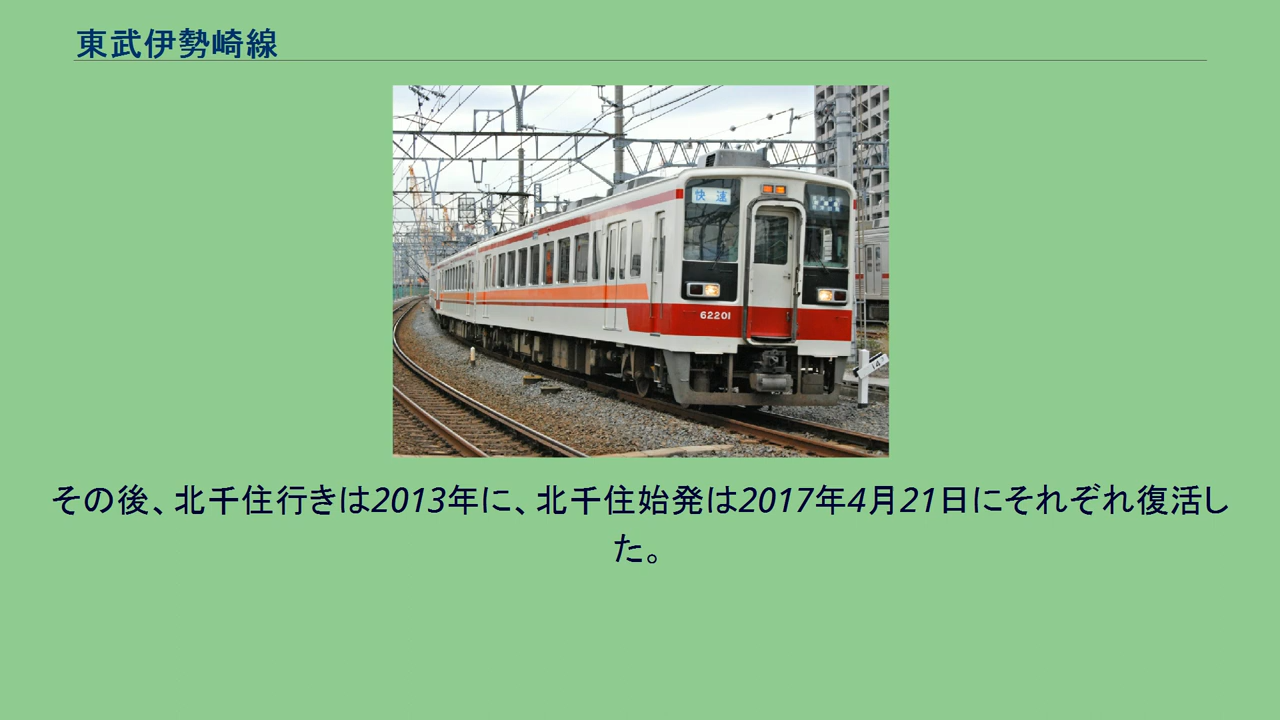 東武伊勢崎線
快速
62201
その後、北千住行きは2013年に、北千住始発は2017年4月21日にそれぞれ復活し
た。